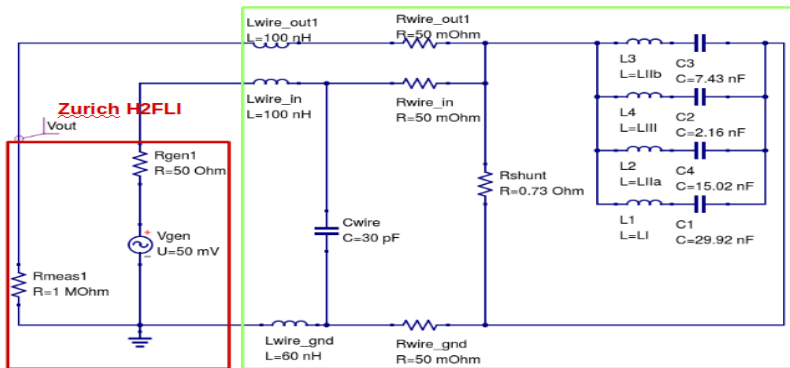 Lwire_out1
L=100 nH
Rwire_out1
R=50 mOhm
L3
L=LIIb
C3
C=7.43 nF
Lwire_in
L=100 nH
Rwire_in
R=50 mOhm
Zurich H2FLI
Vout
L4
L=LIII
C2
C=2.16 nF
Rgen1
R=50 Ohm
L2
L=LIIa
C4
C=15.02 nF
Rshunt
R=0.73 Ohm
Vgen
U=50 mV
Cwire
C=30 pF
L1
L=LI
C1
C=29.92 nF
Rmeas1
R=1 MOhm
Lwire_gnd
L=60 nH
Rwire_gnd
R=50 mOhm